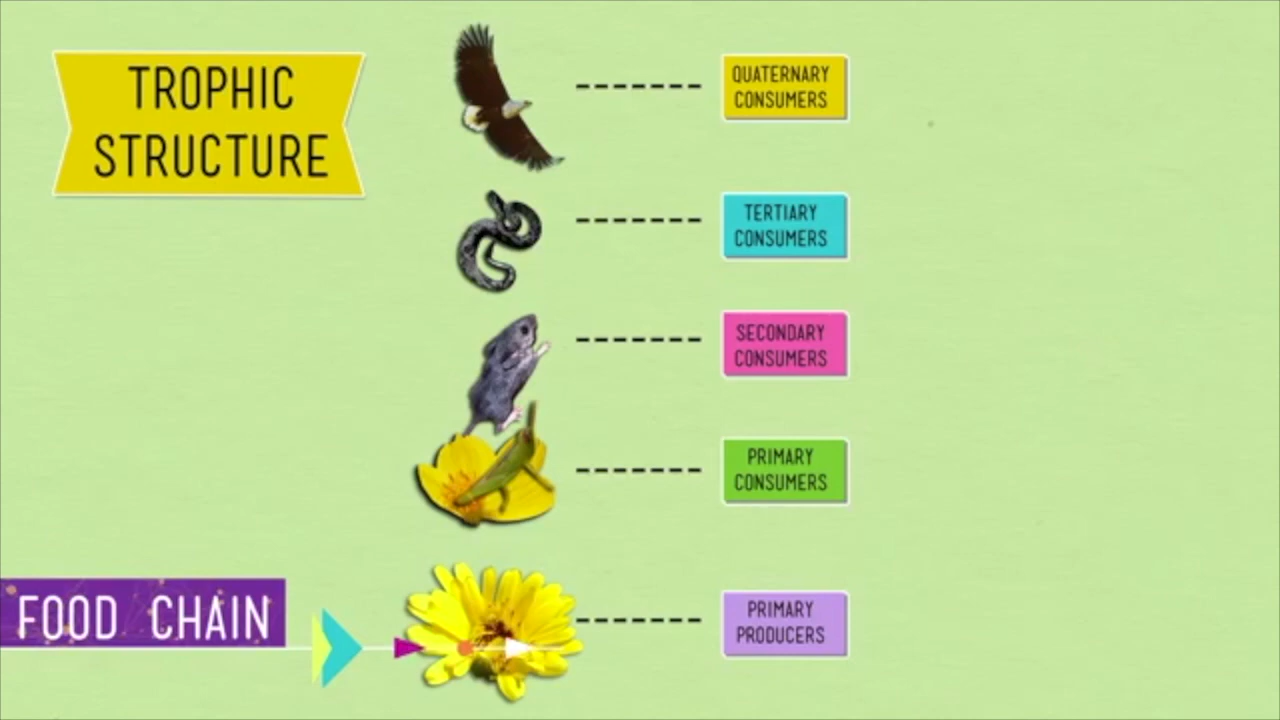 TROPHIC
STRUCTURE
QUATERNARY
CONSUMERS
TERTIARY
CONSUMERS
SECONDARY
CONSUMERS
PRIMARY
CONSUMERS
PRIMARY
PRODUCERS
FOOD CHAIN